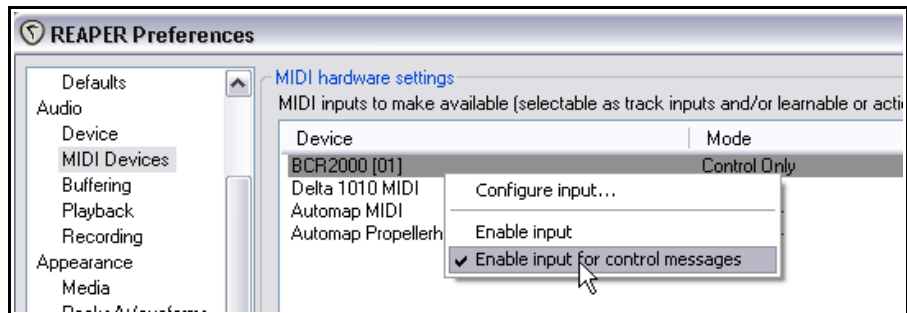 REAPER Preferences
Defaults
Audio
Device
MIDI Devices
Buffering
Playback
Recording
Appearance
Media
MIDI hardware settings
MIDI inputs to make available (selectable as track inputs and/or learnable or
Device Mode
BCR2000 [01] Control Only
Delta 1010 MIDI
Automap MIDI
Automap
Configure input...
Enable input
Enable input for control messages